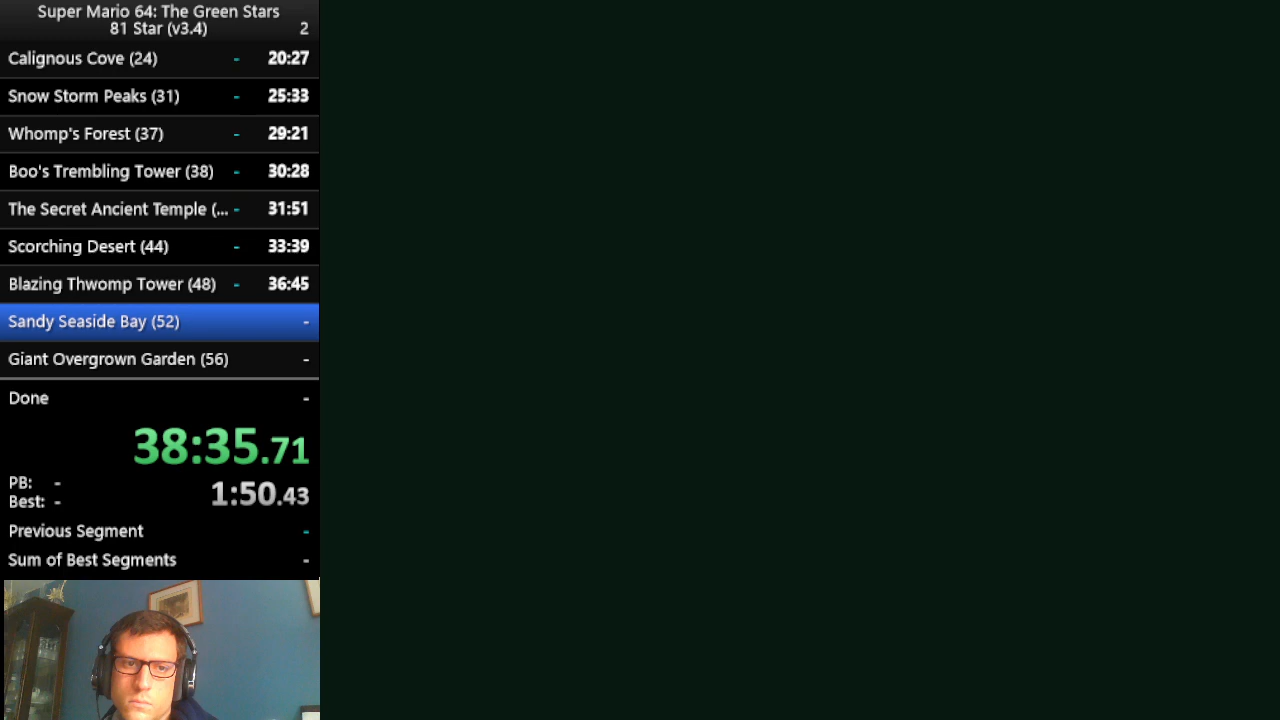 Super Mario 64: The Green Stars
81 Star (v3.4) 2
Calignous Cove (24) - 20:27
Snow Storm Peaks (31) - 25:33
Whomp's Forest (37) - 29:21
Boo's Trembling Tower (38) - 30:28
The Secret Ancient Temple (... - 31:51
Scorching Desert (44) - 33:39
Blazing Thwomp Tower (48) - 36:45
Sandy Seaside Bay (52) -
Giant Overgrown Garden (56) -
Done -
38:35.71
PB: - 1:50.43
Best: -
Previous Segment -
Sum of Best Segments -